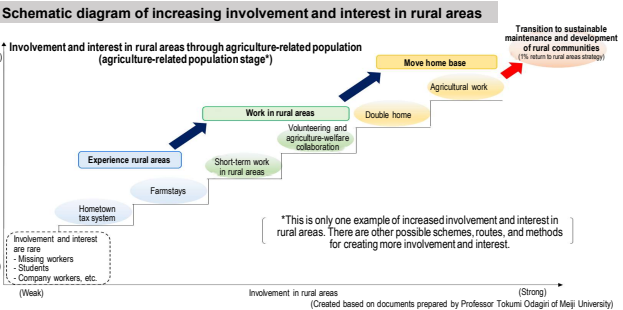 Schematic diagram of increasing involvement and interest in rural areas
Transition to sustainable
maintenance and development
of rural communities
(1% return to rural areas strategy)
Involvement and interest in rural areas through agriculture-related population
(agriculture-related population stage*)
Move home base
Agricultural work
Work in rural areas
Double home
Volunteering and
agriculture-welfare
collaboration
Experience rural areas
Short-term work
in rural areas
Farmstays
Hometown
tax system
*This is only one example of increased involvement and interest in
rural areas. There are other possible schemes, routes, and methods
for creating more involvement and interest.
Involvement and interest
are rare
- Missing workers
- Students
- Company workers, etc.
(Weak)
Involvement in rural areas
(Strong)
(Created based on documents prepared by Professor Tokumi Odagiri of Meiji University)